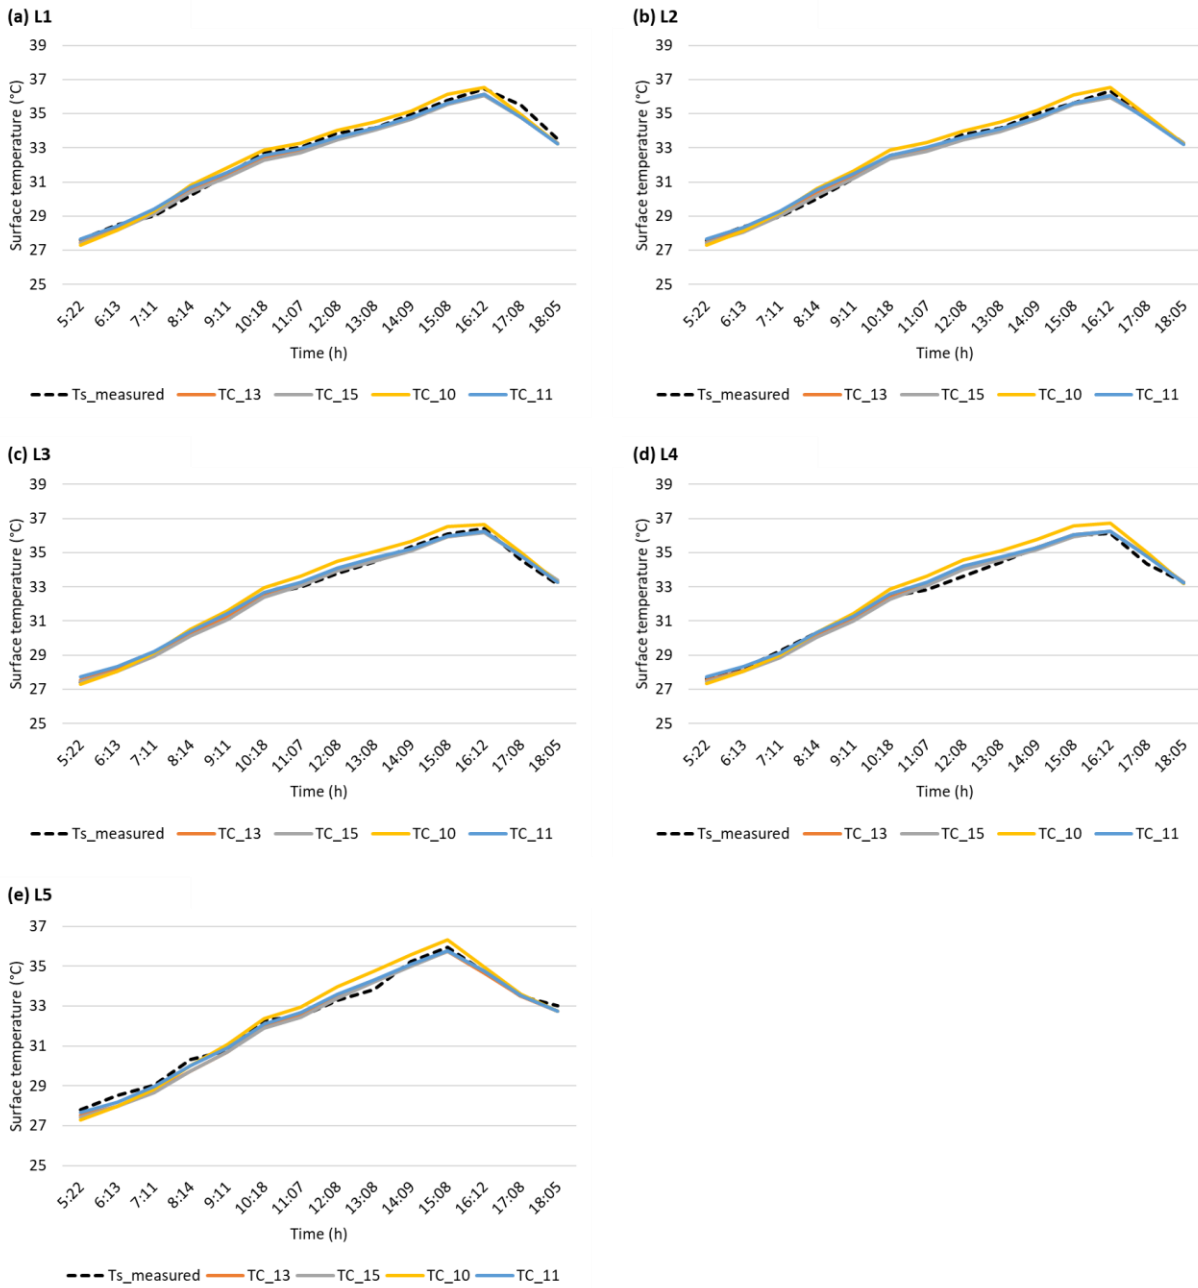 (a) L1
Surface temperature (°C)
39
37
35
33
31
29
27
25
5:22 6:13 7:11 8:14 9:11 10:18 11:07 12:08 13:08 14:09 15:08 16:12 17:08 18:05
Time (h)
Ts_measured TC_13 TC_15 TC_10 TC_11
(b) L2
Surface temperature (°C)
39
37
35
33
31
29
27
25
5:22 6:13 7:11 8:14 9:11 10:18 11:07 12:08 13:08 14:09 15:08 16:12 17:08 18:05
Time (h)
Ts_measured TC_13 TC_15 TC_10 TC_11
(c) L3
Surface temperature (°C)
39
37
35
33
31
29
27
25
5:22 6:13 7:11 8:14 9:11 10:18 11:07 12:08 13:08 14:09 15:08 16:12 17:08 18:05
Time (h)
Ts_measured TC_13 TC_15 TC_10 TC_11
(d) L4
Surface temperature (°C)
39
37
35
33
31
29
27
25
5:22 6:13 7:11 8:14 9:11 10:18 11:07 12:08 13:08 14:09 15:08 16:12 17:08 18:05
Time (h)
Ts_measured TC_13 TC_15 TC_10 TC_11
(e) L5
Surface temperature (°C)
37
35
33
31
29
27
25
5:22 6:13 7:11 8:14 9:11 10:18 11:07 12:08 13:08 14:09 15:08 16:12 17:08 18:05
Time (h)
Ts_measured TC_13 TC_15 TC_10 TC_11